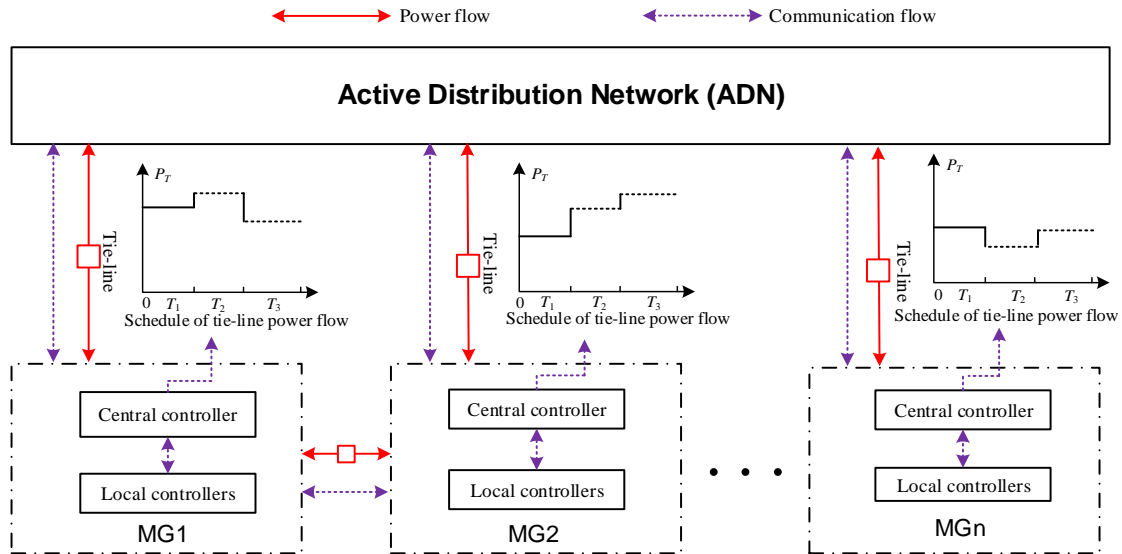 Power flow
Communication flow
Active Distribution Network (ADN)
P_T
Tie-line
0 T_1 T_2 T_3
Schedule of tie-line power flow
P_T
Tie-line
0 T_1 T_2 T_3
Schedule of tie-line power flow
P_T
Tie-line
0 T_1 T_2 T_3
Schedule of tie-line power flow
Central controller
Local controllers
MG1
Central controller
Local controllers
MG2
• • •
Central controller
Local controllers
MGn